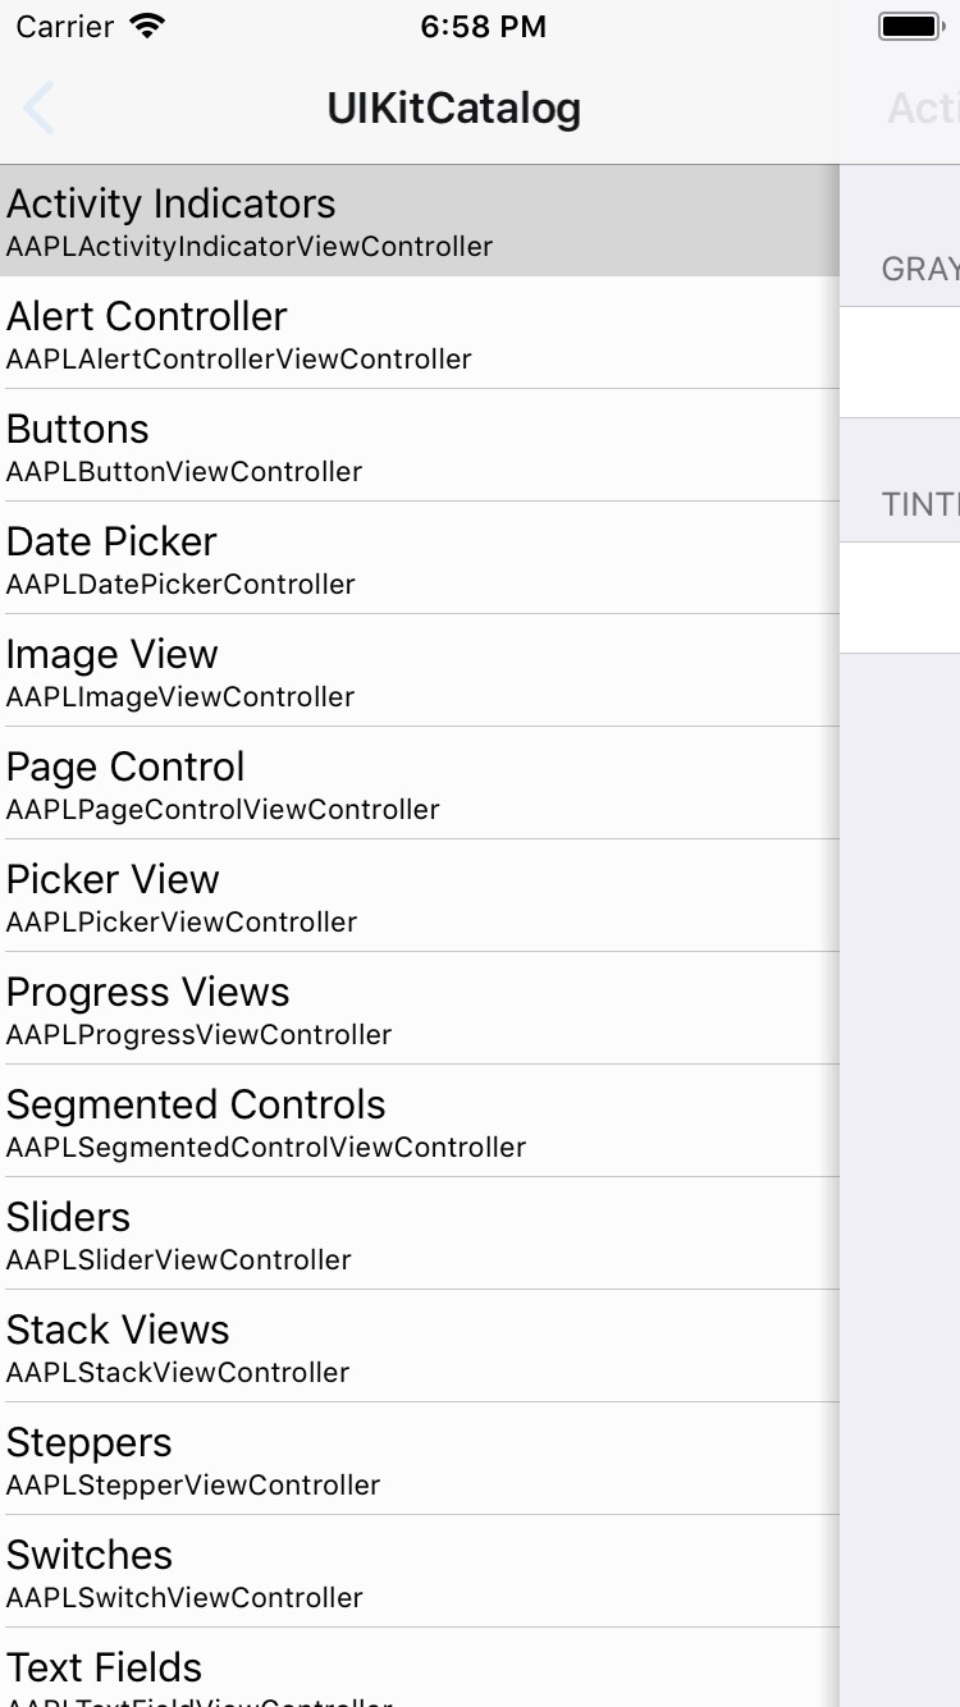 Carrier 6:58 PM
UIKitCatalog
Activity Indicators
AAPLActivityIndicatorViewController
Alert Controller
AAPLAlertControllerViewController
Buttons
AAPLButtonViewController
Date Picker
AAPLDatePickerController
Image View
AAPLImageViewController
Page Control
AAPLPageControlViewController
Picker View
AAPLPickerViewController
Progress Views
AAPLProgressViewController
Segmented Controls
AAPLSegmentedControlViewController
Sliders
AAPLSliderViewController
Stack Views
AAPLStackViewController
Steppers
AAPLStepperViewController
Switches
AAPLSwitchViewController
Text Fields
AAPLTextFieldViewController
Acti
GRAY
TINT